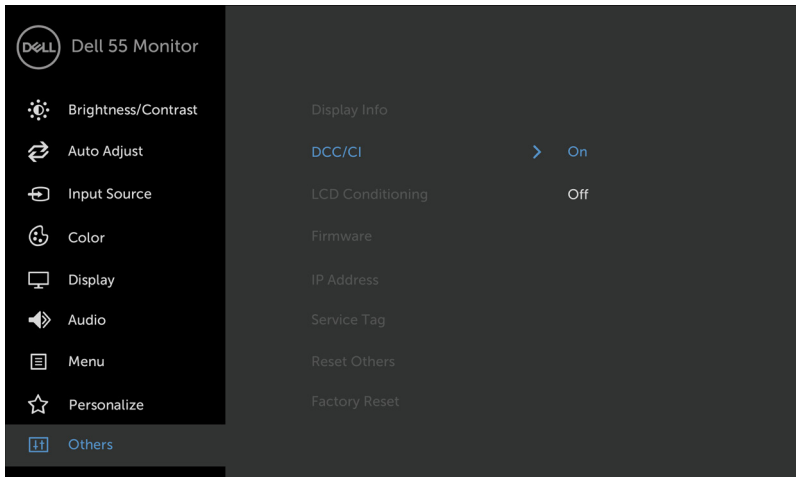 DELL Dell 55 Monitor
Brightness/Contrast
Auto Adjust
Input Source
Color
Display
Audio
Menu
Personalize
Others
Display Info
DCC/CI On
LCD Conditioning Off
Firmware
IP Address
Service Tag
Reset Others
Factory Reset